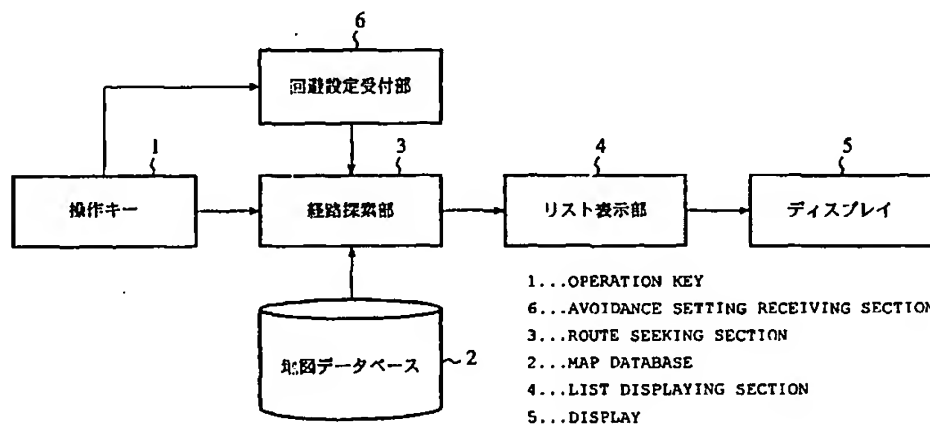 6
回避設定受付部
1
操作キー
3
経路探索部
4
リスト表示部
5
ディスプレイ
地図データベース
2
1...OPERATION KEY
6...AVOIDANCE SETTING RECEIVING SECTION
3...ROUTE SEEKING SECTION
2...MAP DATABASE
4...LIST DISPLAYING SECTION
5...DISPLAY